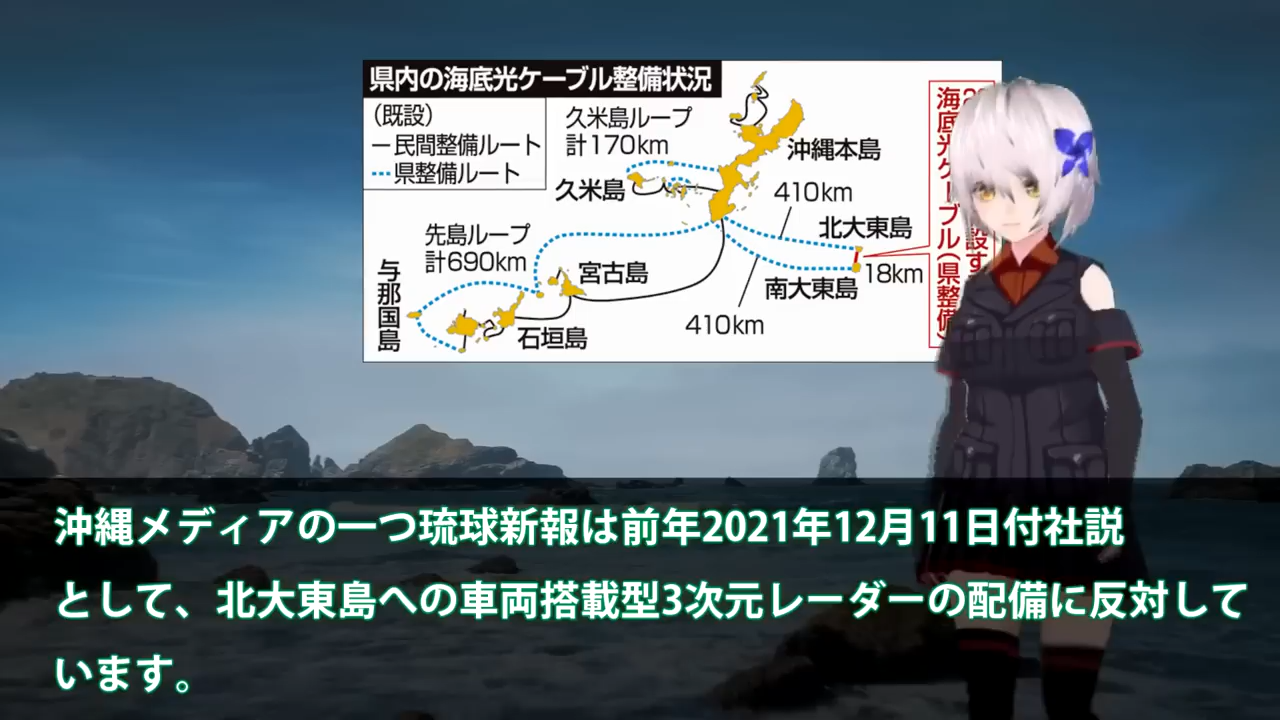 県内の海底光ケーブル整備状況
（既設）
民間整備ルート
県整備ルート
久米島ループ
計170km
久米島
沖縄本島
410km
北大東島
18km
南大東島
410km
先島ループ
計690km
宮古島
石垣島
与那国島
設す
海底光ケーブル(県整備)
沖縄メディアの一つ琉球新報は前年2021年12月11日付社説
として、北大東島への車両搭載型3次元レーダーの配備に反対して
います。